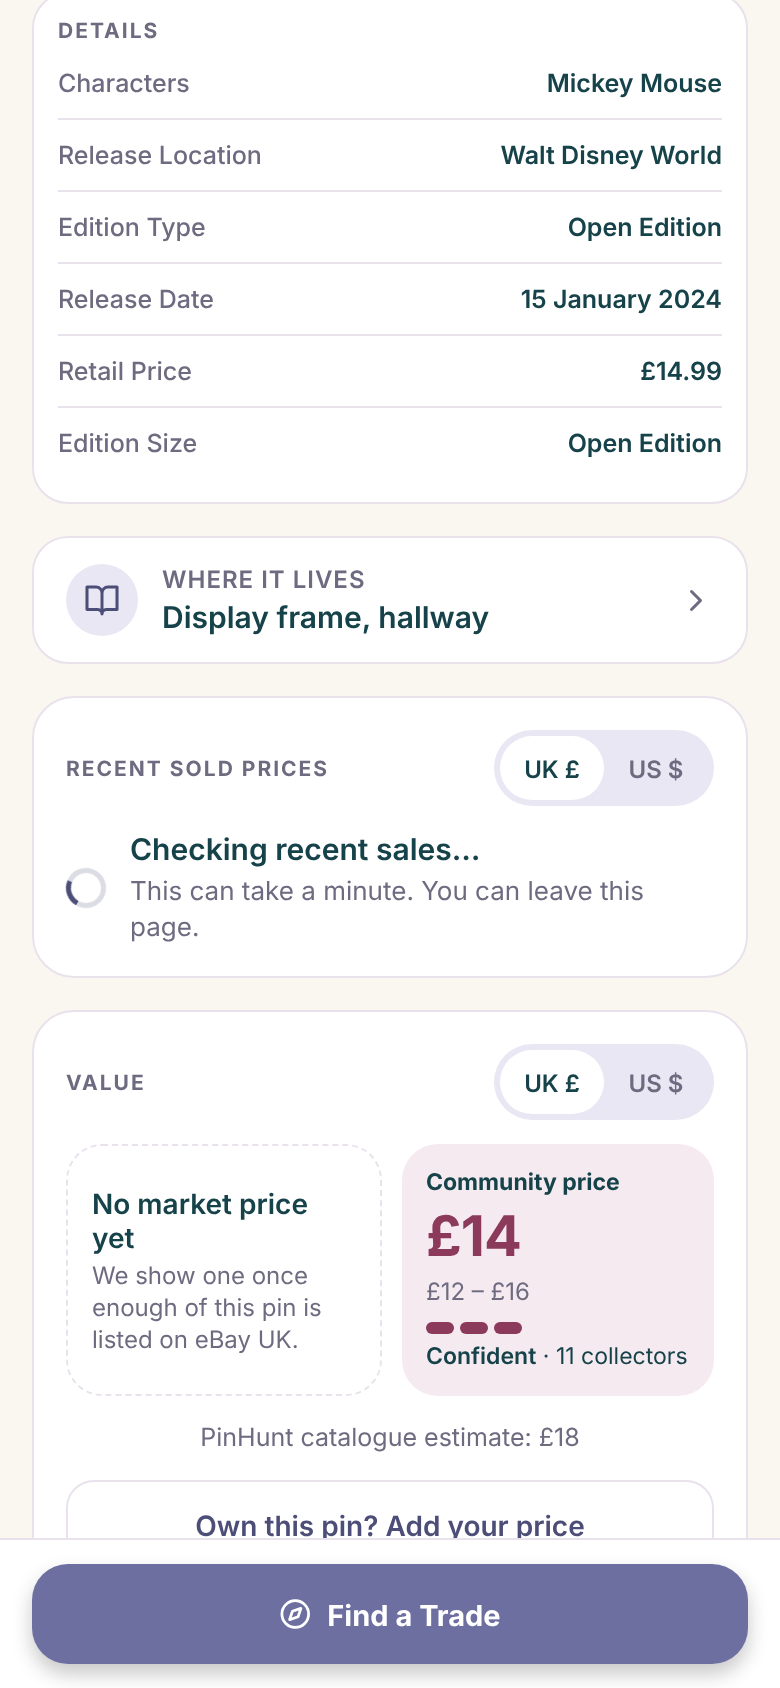 DETAILS
Characters Mickey Mouse
Release Location Walt Disney World
Edition Type Open Edition
Release Date 15 January 2024
Retail Price £14.99
Edition Size Open Edition
WHERE IT LIVES
Display frame, hallway
RECENT SOLD PRICES UK £ US $
Checking recent sales...
This can take a minute. You can leave this
page.
VALUE UK £ US $
No market price
yet
We show one once
enough of this pin is
listed on eBay UK.
Community price
£14
£12 – £16
Confident · 11 collectors
PinHunt catalogue estimate: £18
Own this pin? Add your price
Find a Trade